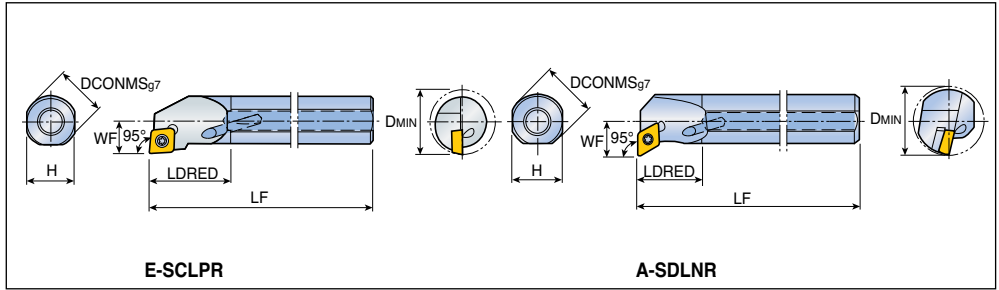 DCONMSg7
WF
95°
H
LDRED
LF
DMIN
E-SCLPR
DCONMSg7
WF
95°
H
LDRED
LF
DMIN
A-SDLNR